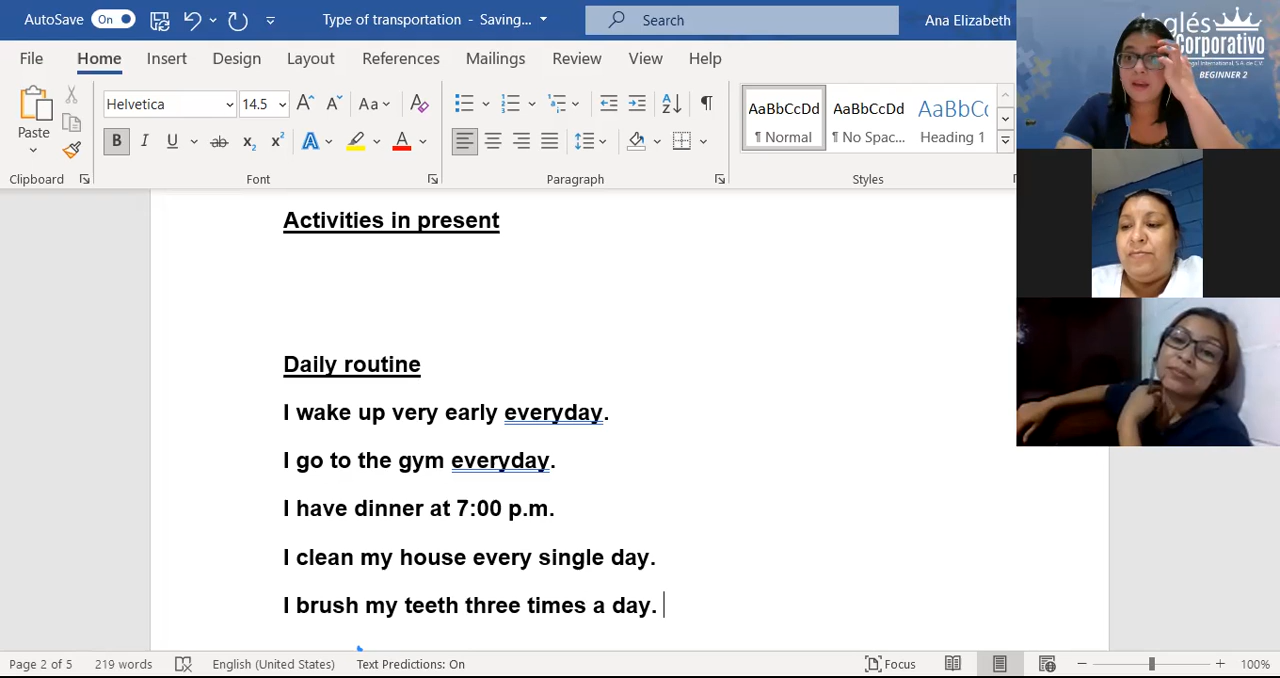 AutoSave On Type of transportation - Saving... Search Ana Elizabeth
File Home Insert Design Layout References Mailings Review View Help
Paste
Helvetica 14.5
AaBbCcDd AaBbCcDd AaBbCc
¶ Normal ¶ No Spac... Heading 1
Clipboard Font Paragraph Styles
Inglés
Corporativo
BEGINNER 2
Activities in present
Daily routine
I wake up very early everyday.
I go to the gym everyday.
I have dinner at 7:00 p.m.
I clean my house every single day.
I brush my teeth three times a day.
Page 2 of 5 219 words English (United States) Text Predictions: On Focus 100%